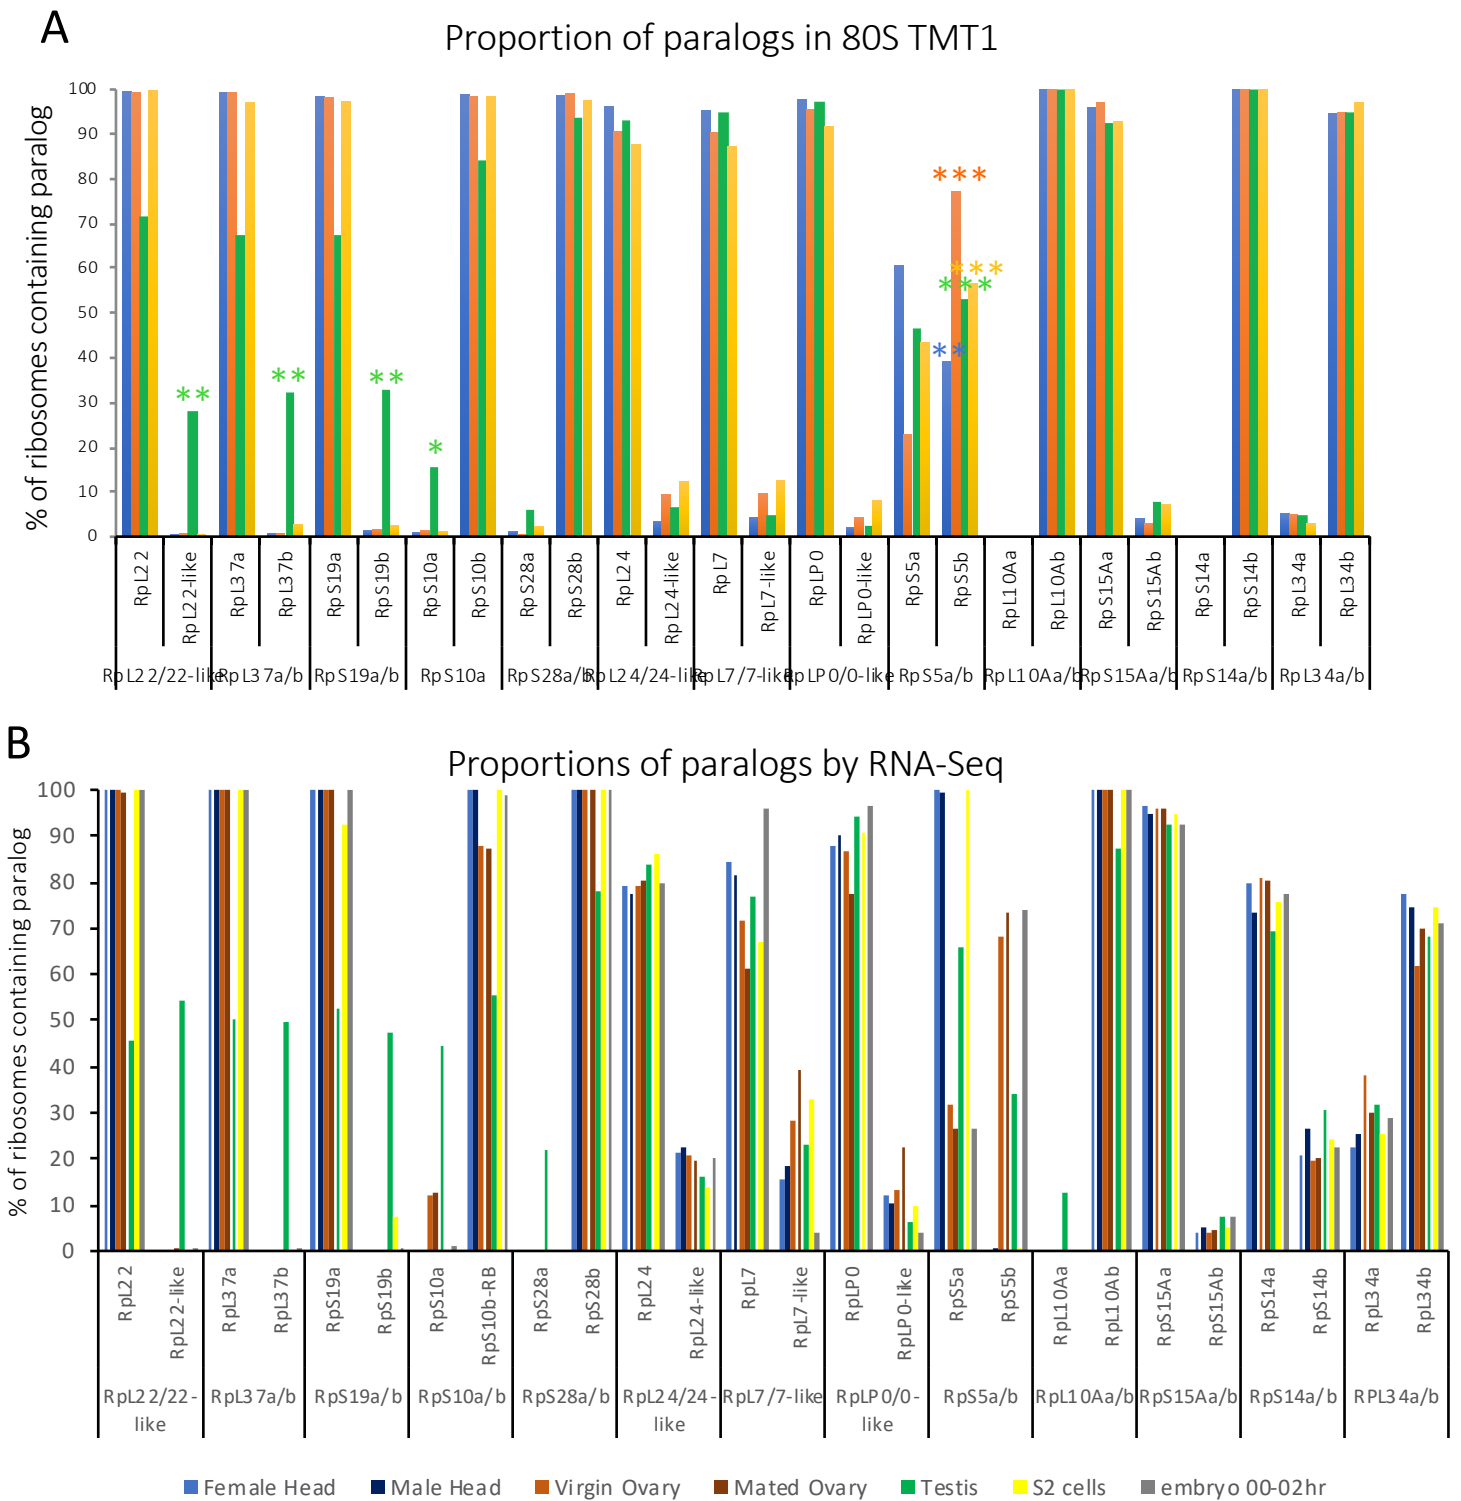 A
Proportion of paralogs in 80S TMT1
% of ribosomes containing paralog
100
90
80
70
60
50
40
30
20
10
0
** ** ** * ** *** *** ***
RpL22 RpL22-like RpL37a RpL37b RpS19a RpS19b RpS10a RpS10b RpS28a RpS28b RpL24 RpL24-like RpL7 RpL7-like RpLP0 RpLP0-like RpS5a RpS5b RpL10Aa RpL10Ab RpS15Aa RpS15Ab RpS14a RpS14b RpL34a RpL34b
RpL22/22-like RpL37a/b RpS19a/b RpS10a RpS28a/b RpL24/24-like RpL7/7-like RpLP0/0-like RpS5a/b RpL10Aa/b RpS15Aa/b RpS14a/b RpL34a/b
B
Proportions of paralogs by RNA-Seq
% of ribosomes containing paralog
100
90
80
70
60
50
40
30
20
10
0
RpL22 RpL22-like RpL37a RpL37b RpS19a RpS19b RpS10a RpS10b-RB RpS28a RpS28b RpL24 RpL24-like RpL7 RpL7-like RpLP0 RpLP0-like RpS5a RpS5b RpL10Aa RpL10Ab RpS15Aa RpS15Ab RpS14a RpS14b RpL34a RpL34b
RpL22/22- RpL37a/b RpS19a/b RpS10a/b RpS28a/b RpL24/24- RpL7/7-like RpLP0/0- RpS5a/b RpL10Aa/b RpS15Aa/b RpS14a/b RPL34a/b
like like like
Female Head Male Head Virgin Ovary Mated Ovary Testis S2 cells embryo 00-02hr